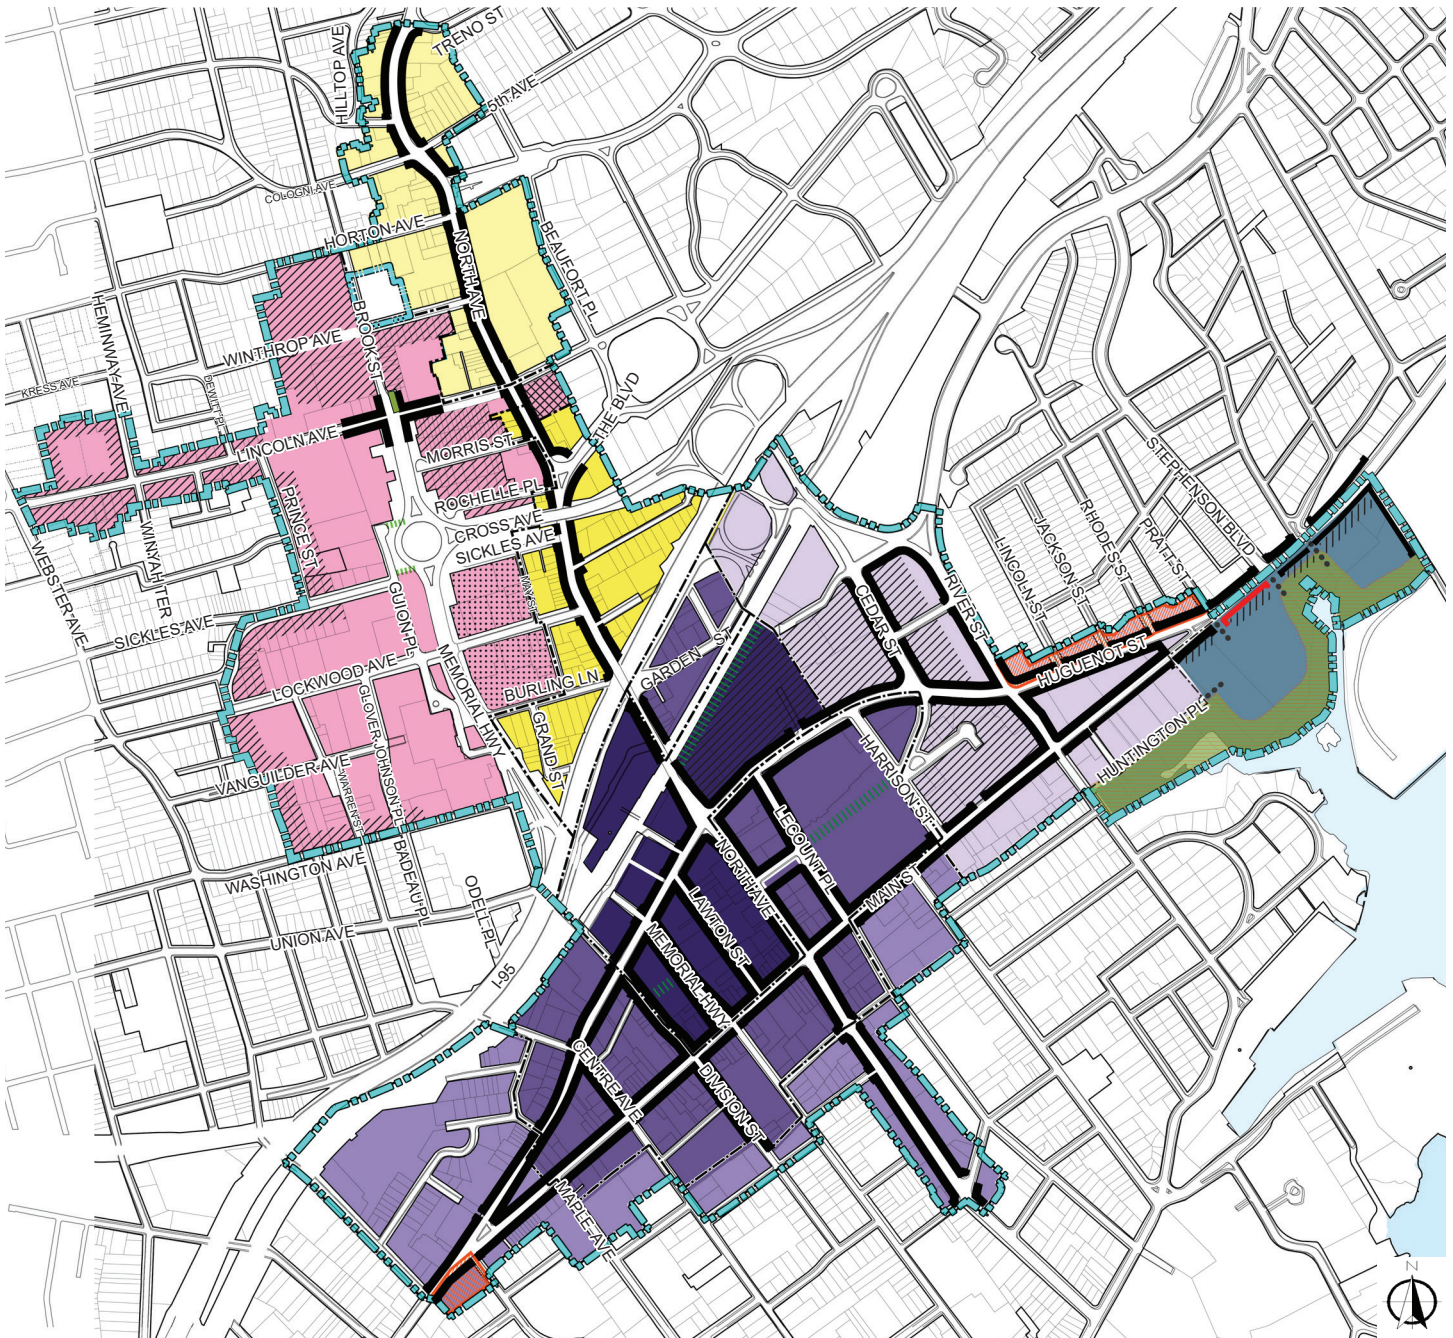 HILLTOP AVE
TRENO ST
5th AVE
COLOGNI AVE
HORTON AVE
NORTH AVE
BEAUFORT PL
HEMINWAY AVE
BROOK ST
WINTHROP AVE
KRESS AVE
DEWITT PL
THE BLVD
LINCOLN AVE
MORRIS ST
STEPHENSON BLVD
PRINCE ST
ROCHELLE PL
CROSS AVE
SICKLES AVE
RHODES ST
JACKSON ST
PRATT ST
LINCOLN ST
WEBSTER AVE
WINYAH TER
MAY ST
GUION PL
CEDAR ST
RIVER ST
SICKLES AVE
GARDEN ST
LOCKWOOD AVE
MEMORIAL HWY
BURLING LN
HUGUENOT ST
GLOVER JOHNSON PL
GRAND ST
HUNTINGTON PL
VANGUILDER AVE
WARREN ST
HARRISON ST
LECOUNT PL
WASHINGTON AVE
BADEAU PL
ODELL PL
NORTH AVE
MAIN ST
LAWTON ST
UNION AVE
MEMORIAL HWY
I-95
CENTRE AVE
DIVISION ST
MAPLE AVE
N